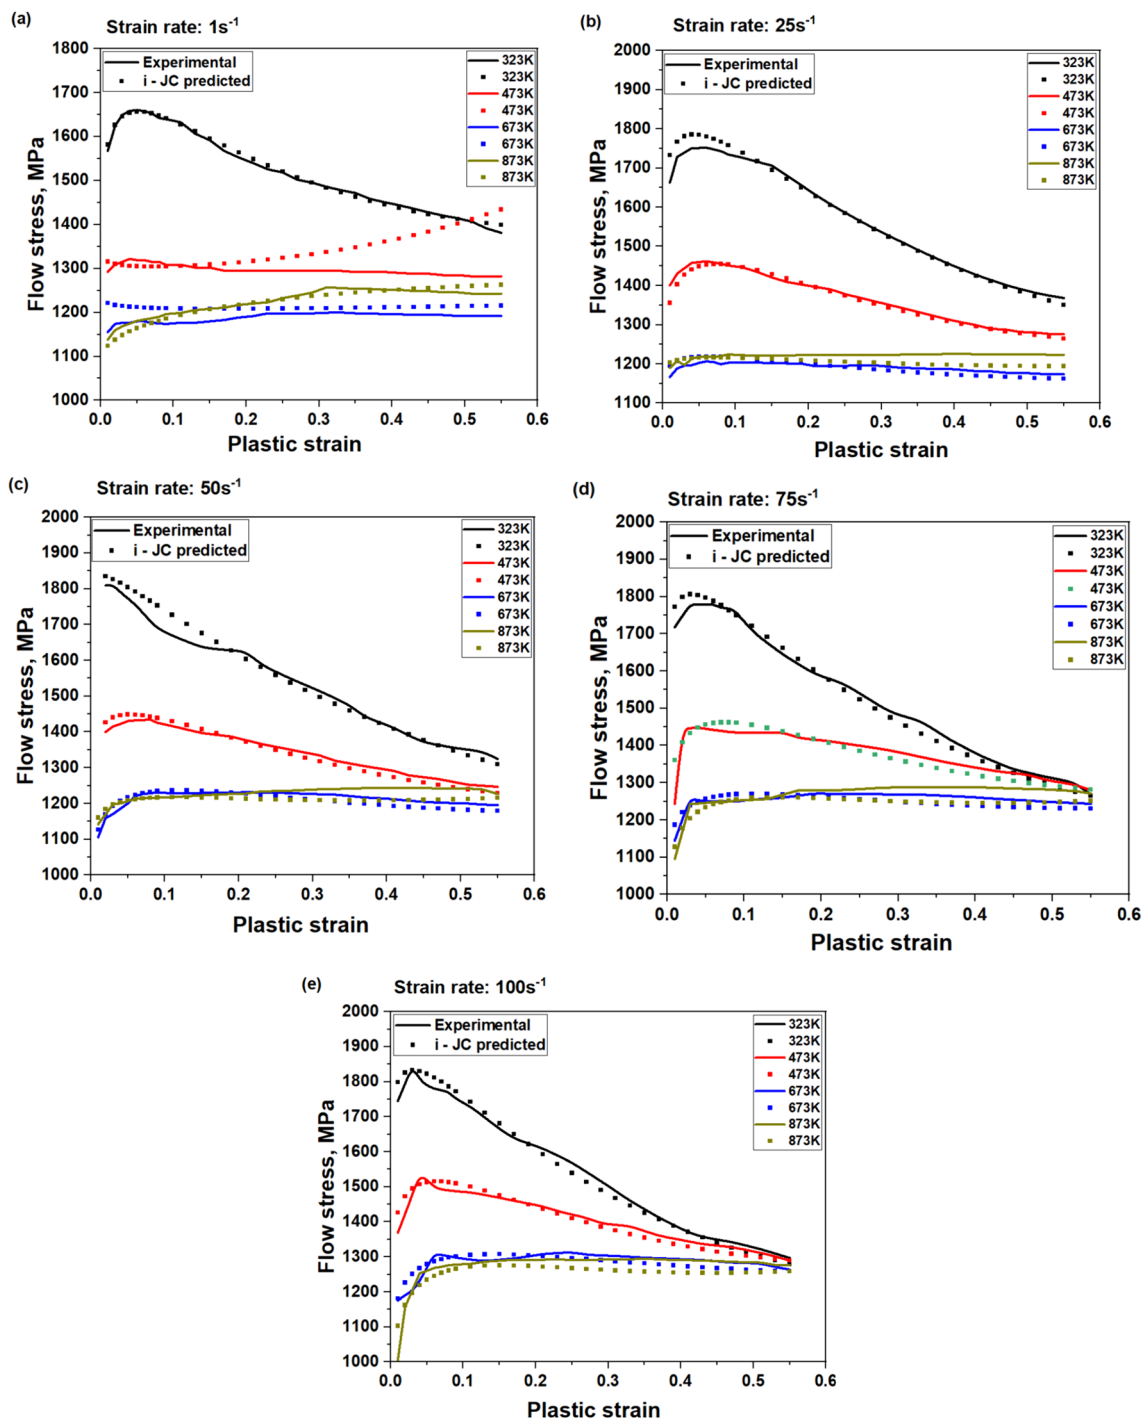 (a)
Strain rate: 1s⁻¹
1800
1700
1600
1500
1400
1300
1200
1100
1000
Flow stress, MPa
Experimental
i - JC predicted
323K
323K
473K
473K
673K
673K
873K
873K
0.0 0.1 0.2 0.3 0.4 0.5 0.6
Plastic strain
(b)
Strain rate: 25s⁻¹
2000
1900
1800
1700
1600
1500
1400
1300
1200
1100
Flow stress, MPa
Experimental
i - JC predicted
323K
323K
473K
473K
673K
673K
873K
873K
0.0 0.1 0.2 0.3 0.4 0.5 0.6
Plastic strain
(c)
Strain rate: 50s⁻¹
2000
1900
1800
1700
1600
1500
1400
1300
1200
1100
1000
Flow stress, MPa
Experimental
i - JC predicted
323K
323K
473K
473K
673K
673K
873K
873K
0.0 0.1 0.2 0.3 0.4 0.5 0.6
Plastic strain
(d)
Strain rate: 75s⁻¹
2000
1900
1800
1700
1600
1500
1400
1300
1200
1100
1000
Flow stress, MPa
Experimental
i - JC predicted
323K
323K
473K
473K
673K
673K
873K
873K
0.0 0.1 0.2 0.3 0.4 0.5 0.6
Plastic strain
(e)
Strain rate: 100s⁻¹
2000
1900
1800
1700
1600
1500
1400
1300
1200
1100
1000
Flow stress, MPa
Experimental
i - JC predicted
323K
323K
473K
473K
673K
673K
873K
873K
0.0 0.1 0.2 0.3 0.4 0.5 0.6
Plastic strain